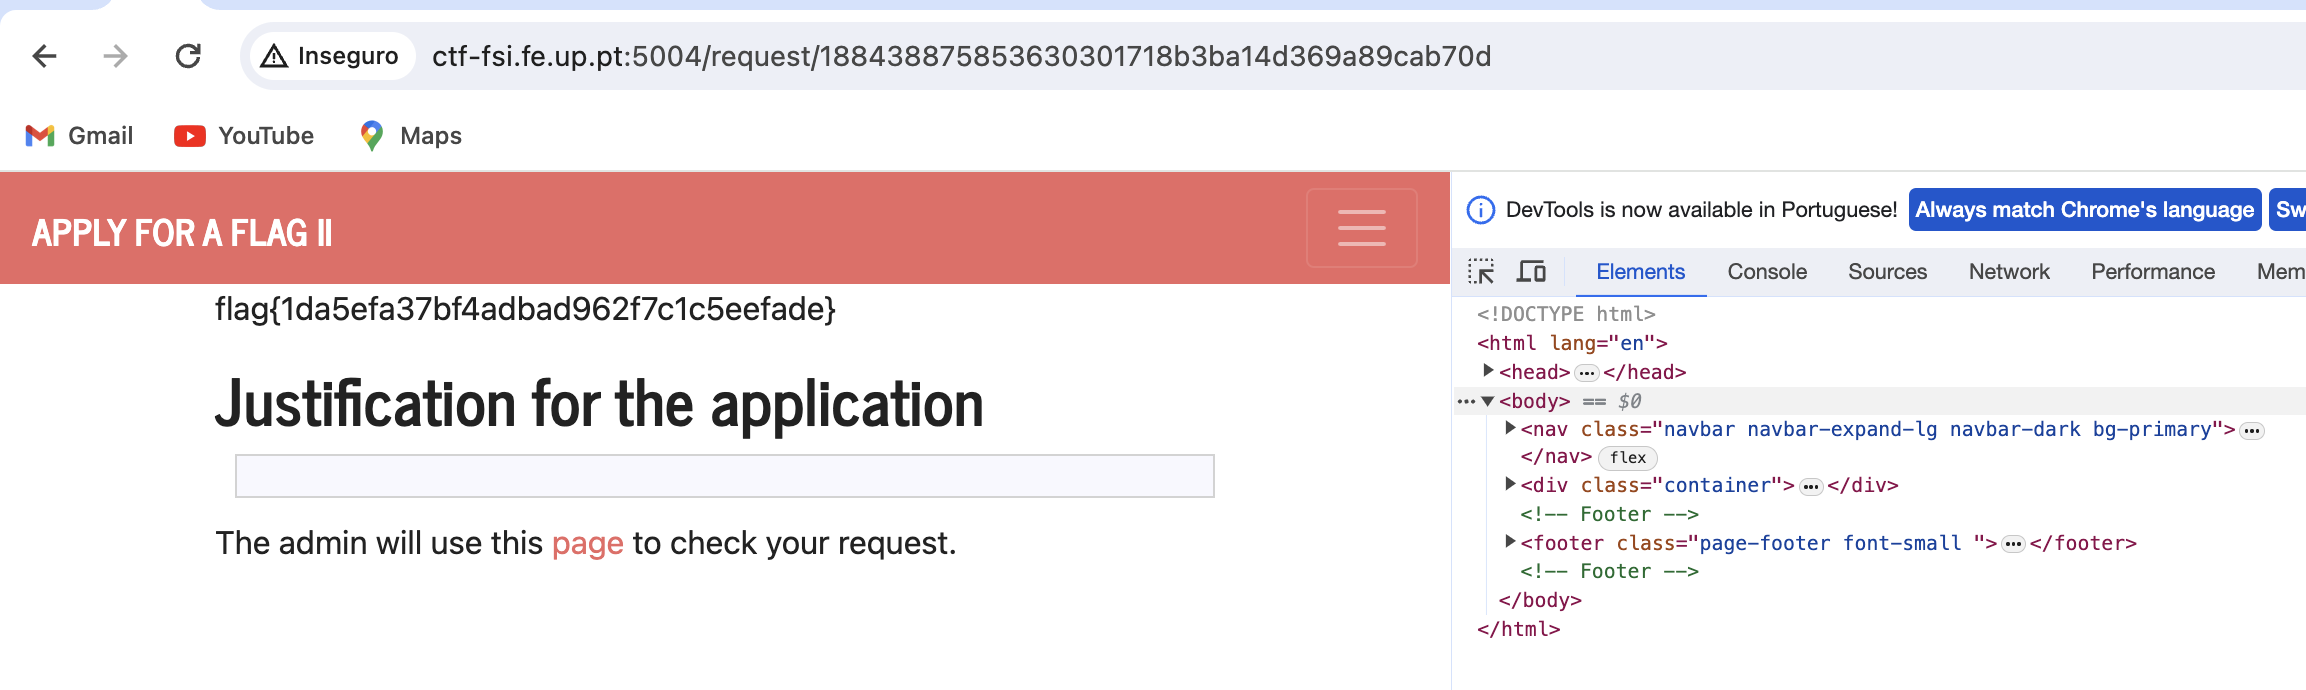 Inseguro ctf-fsi.fe.up.pt:5004/request/188438875853630301718b3ba14d369a89cab70d
Gmail YouTube Maps
APPLY FOR A FLAG II
flag{1da5efa37bf4adbad962f7c1c5eefade}
Justification for the application
The admin will use this page to check your request.
DevTools is now available in Portuguese! Always match Chrome's language Sw
Elements Console Sources Network Performance Mem
<!DOCTYPE html>
<html lang="en">
<head>…</head>
<body> == $0
<nav class="navbar navbar-expand-lg navbar-dark bg-primary">…
</nav> flex
<div class="container">…</div>
<!-- Footer -->
<footer class="page-footer font-small ">…</footer>
<!-- Footer -->
</body>
</html>